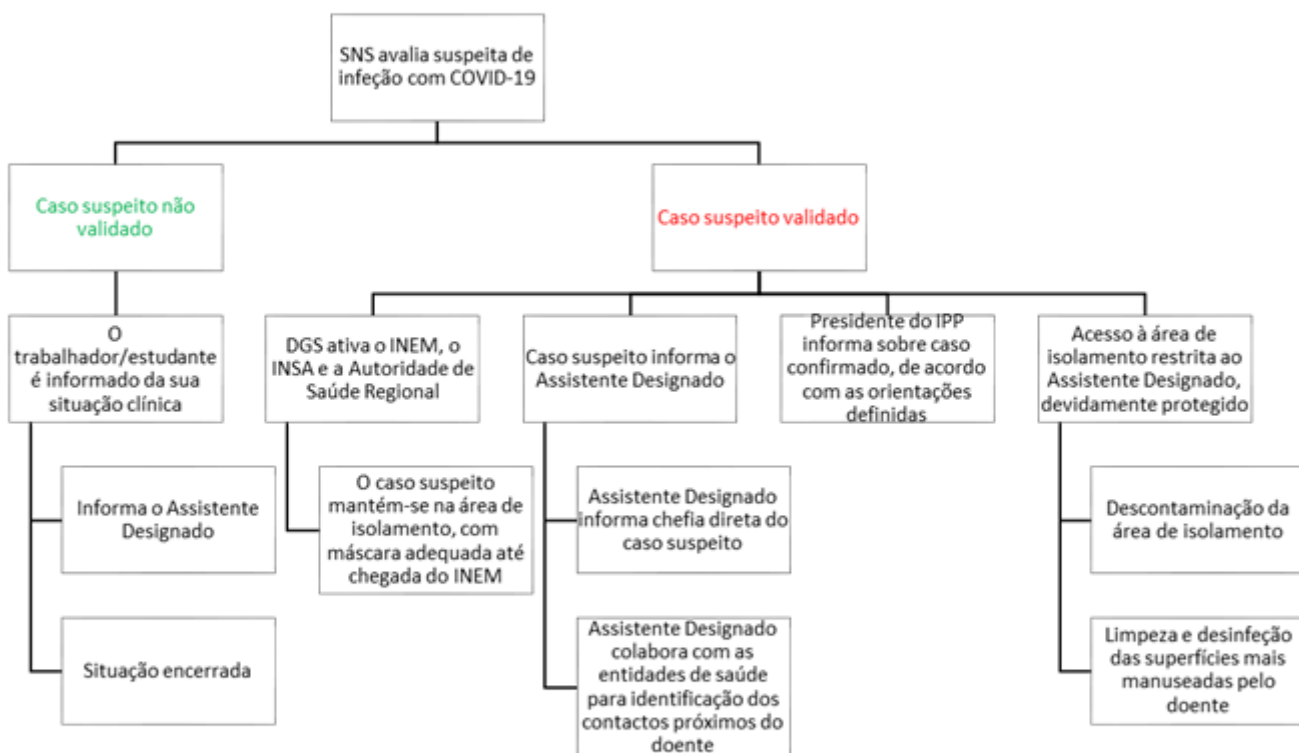 SNS avalia suspeita de
infeção com COVID-19
Caso suspeito não
validado
Caso suspeito validado
O
trabalhador/estudante
é informado da sua
situação clínica
DGS ativa o INEM, o
INSA e a Autoridade de
Saúde Regional
Caso suspeito informa o
Assistente Designado
Presidente do IPP
informa sobre caso
confirmado, de acordo
com as orientações
definidas
Acesso à área de
isolamento restrita ao
Assistente Designado,
devidamente protegido
Informa o Assistente
Designado
O caso suspeito
mantém-se na área de
isolamento, com
máscara adequada até
chegada do INEM
Assistente Designado
informa chefia direta do
caso suspeito
Descontaminação da
área de isolamento
Situação encerrada
Assistente Designado
colabora com as
entidades de saúde
para identificação dos
contactos próximos do
doente
Limpeza e desinfeção
das superfícies mais
manuseadas pelo
doente